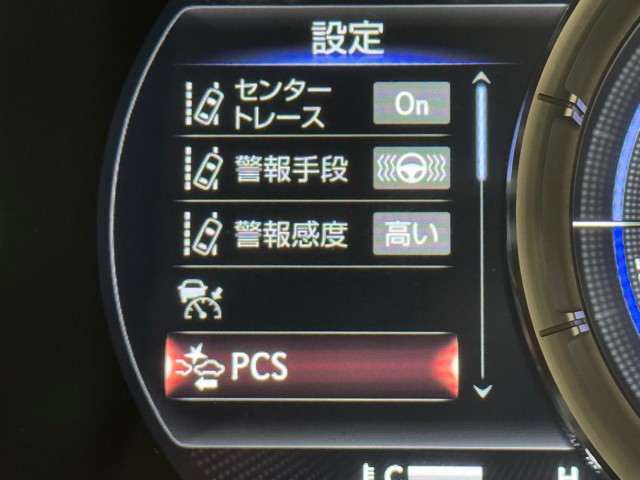 設定
センター
トレース
On
警報手段
警報感度
高い
PCS
C
H